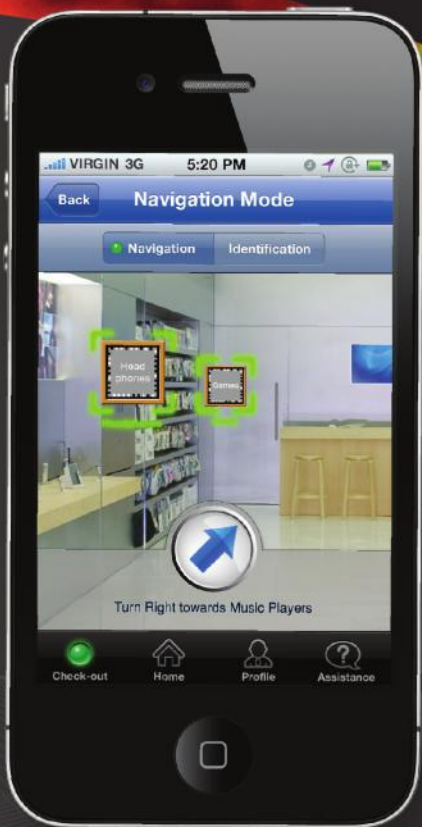 VIRGIN 3G 5:20 PM
Back Navigation Mode
Navigation Identification
Head
phones
Games
Turn Right towards Music Players
Check-out Home Profile Assistance